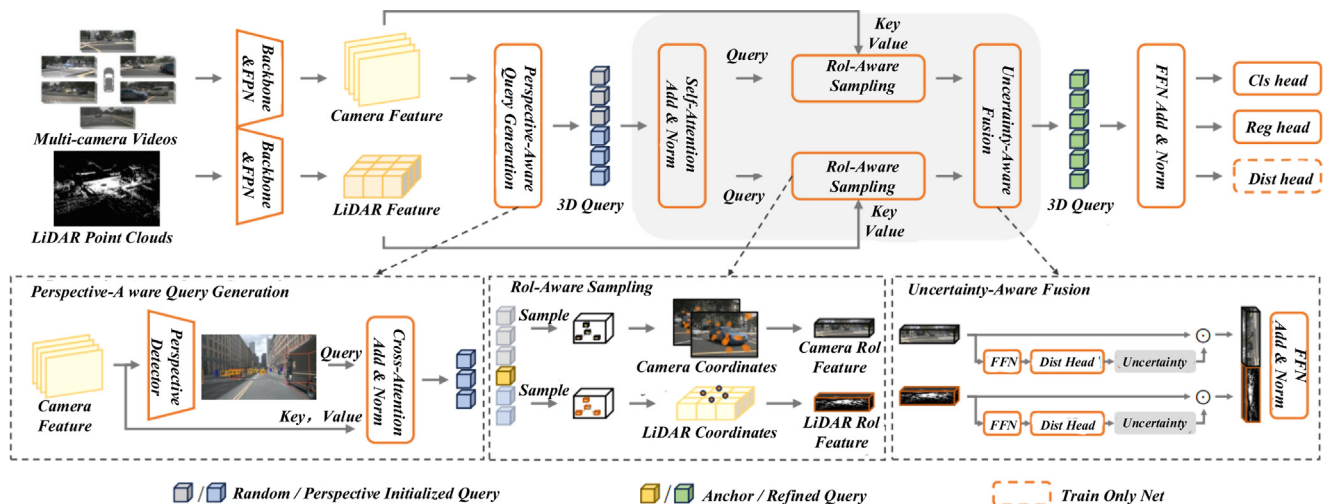 Multi-camera Videos
LiDAR Point Clouds
Backbone
&FPN
Backbone
&FPN
Camera Feature
LiDAR Feature
Perspective-Aware
Query Generation
3D Query
Self-Attention
Add & Norm
Query
Query
Key
Value
RoI-Aware
Sampling
RoI-Aware
Sampling
Key
Value
Uncertainty-Aware
Fusion
3D Query
FFN Add & Norm
Cls head
Reg head
Dist head
Perspective-Aware Query Generation
Camera
Feature
Perspective
Detector
Query
Key, Value
Cross-Attention
Add & Norm
RoI-Aware Sampling
Sample
Sample
Camera Coordinates
LiDAR Coordinates
Camera RoI
Feature
LiDAR RoI
Feature
Uncertainty-Aware Fusion
FFN
Dist Head
Uncertainty
FFN
Dist Head
Uncertainty
FFN
Add & Norm
/
Random / Perspective Initialized Query
/
Anchor / Refined Query
Train Only Net